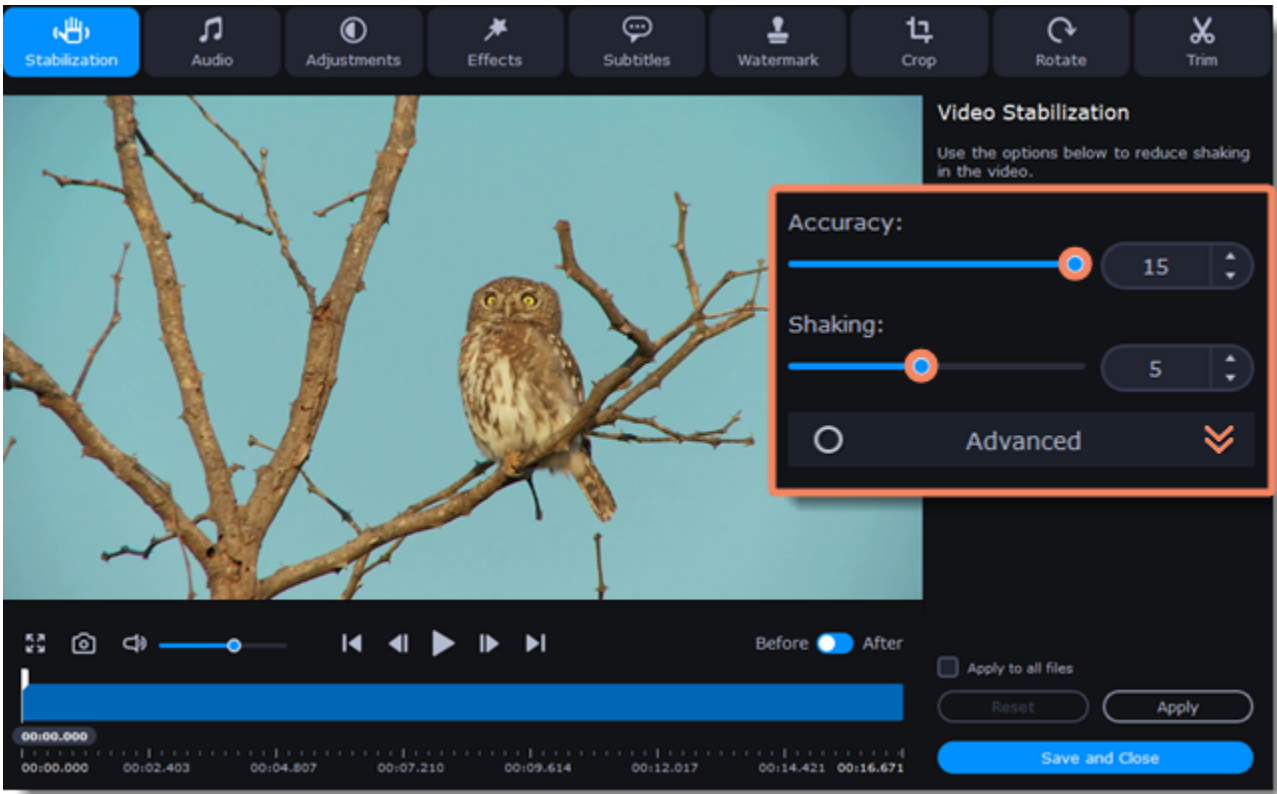 Stabilization
Audio
Adjustments
Effects
Subtitles
Watermark
Crop
Rotate
Trim
Video Stabilization
Use the options below to reduce shaking
in the video.
Accuracy:
15
Shaking:
5
Advanced
Before
After
Apply to all files
Reset
Apply
00:00.000
00:00.000 00:02.403 00:04.807 00:07.210 00:09.614 00:12.017 00:14.421 00:16.671
Save and Close